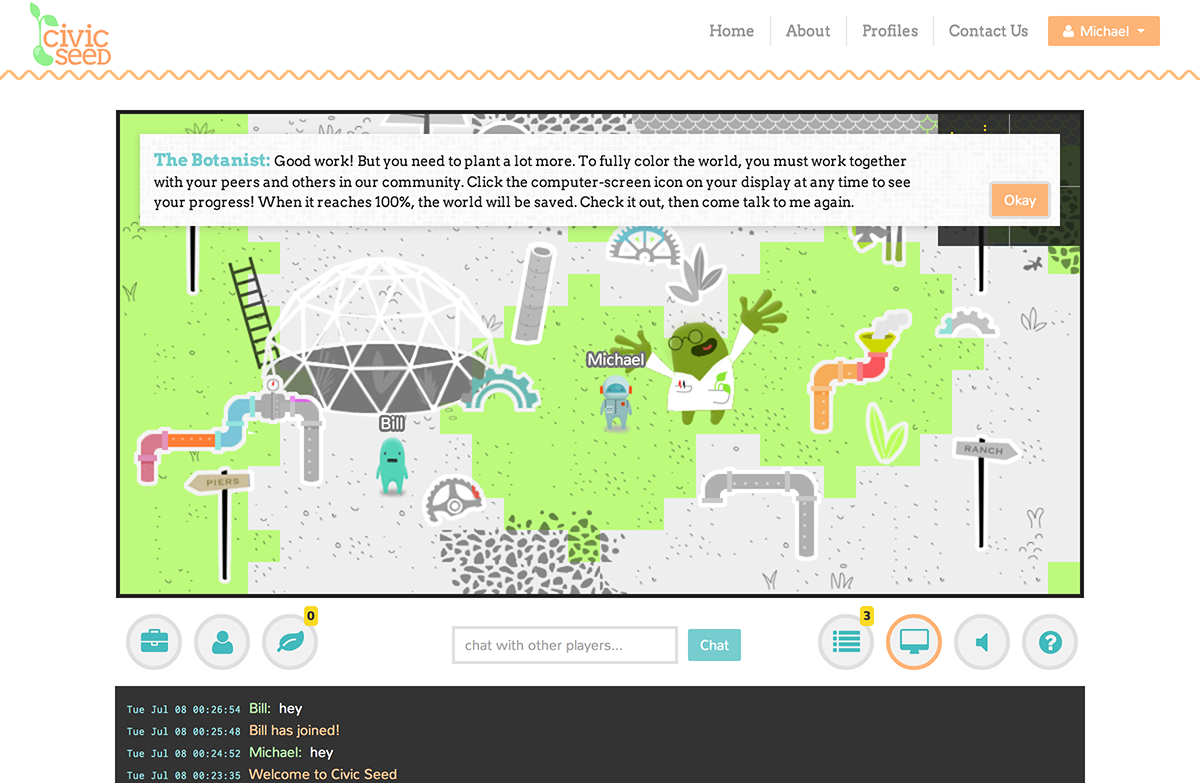 civic
seed
Home
About
Profiles
Contact Us
Michael
The Botanist: Good work! But you need to plant a lot more. To fully color the world, you must work together
with your peers and others in our community. Click the computer-screen icon on your display at any time to see
your progress! When it reaches 100%, the world will be saved. Check it out, then come talk to me again.
Okay
Michael
Bill
RANCH
PIERS
0
3
chat with other players...
Chat
Tue Jul 08 00:26:54 Bill: hey
Tue Jul 08 00:25:48 Bill has joined!
Tue Jul 08 00:24:52 Michael: hey
Tue Jul 08 00:23:35 Welcome to Civic Seed